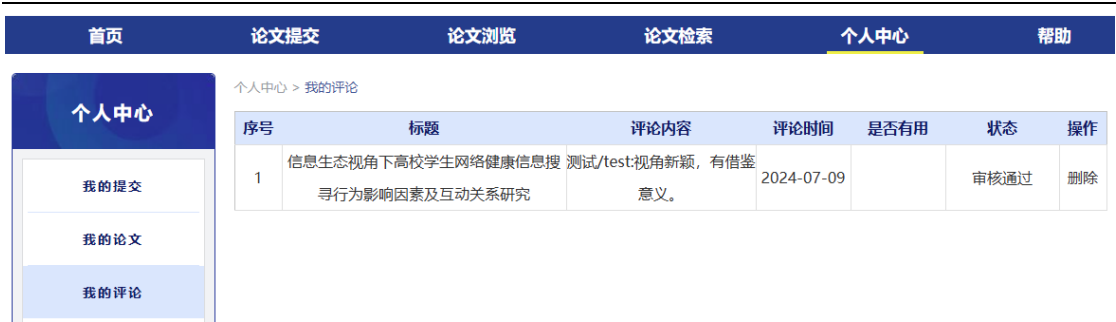 首页 论文提交 论文浏览 论文检索 个人中心 帮助
个人中心
我的提交
我的论文
我的评论
个人中心 > 我的评论
序号 标题 评论内容 评论时间 是否有用 状态 操作
1 信息生态视角下高校学生网络健康信息搜 测试/test:视角新颖，有借鉴 2024-07-09 审核通过 删除
寻行为影响因素及互动关系研究 意义。